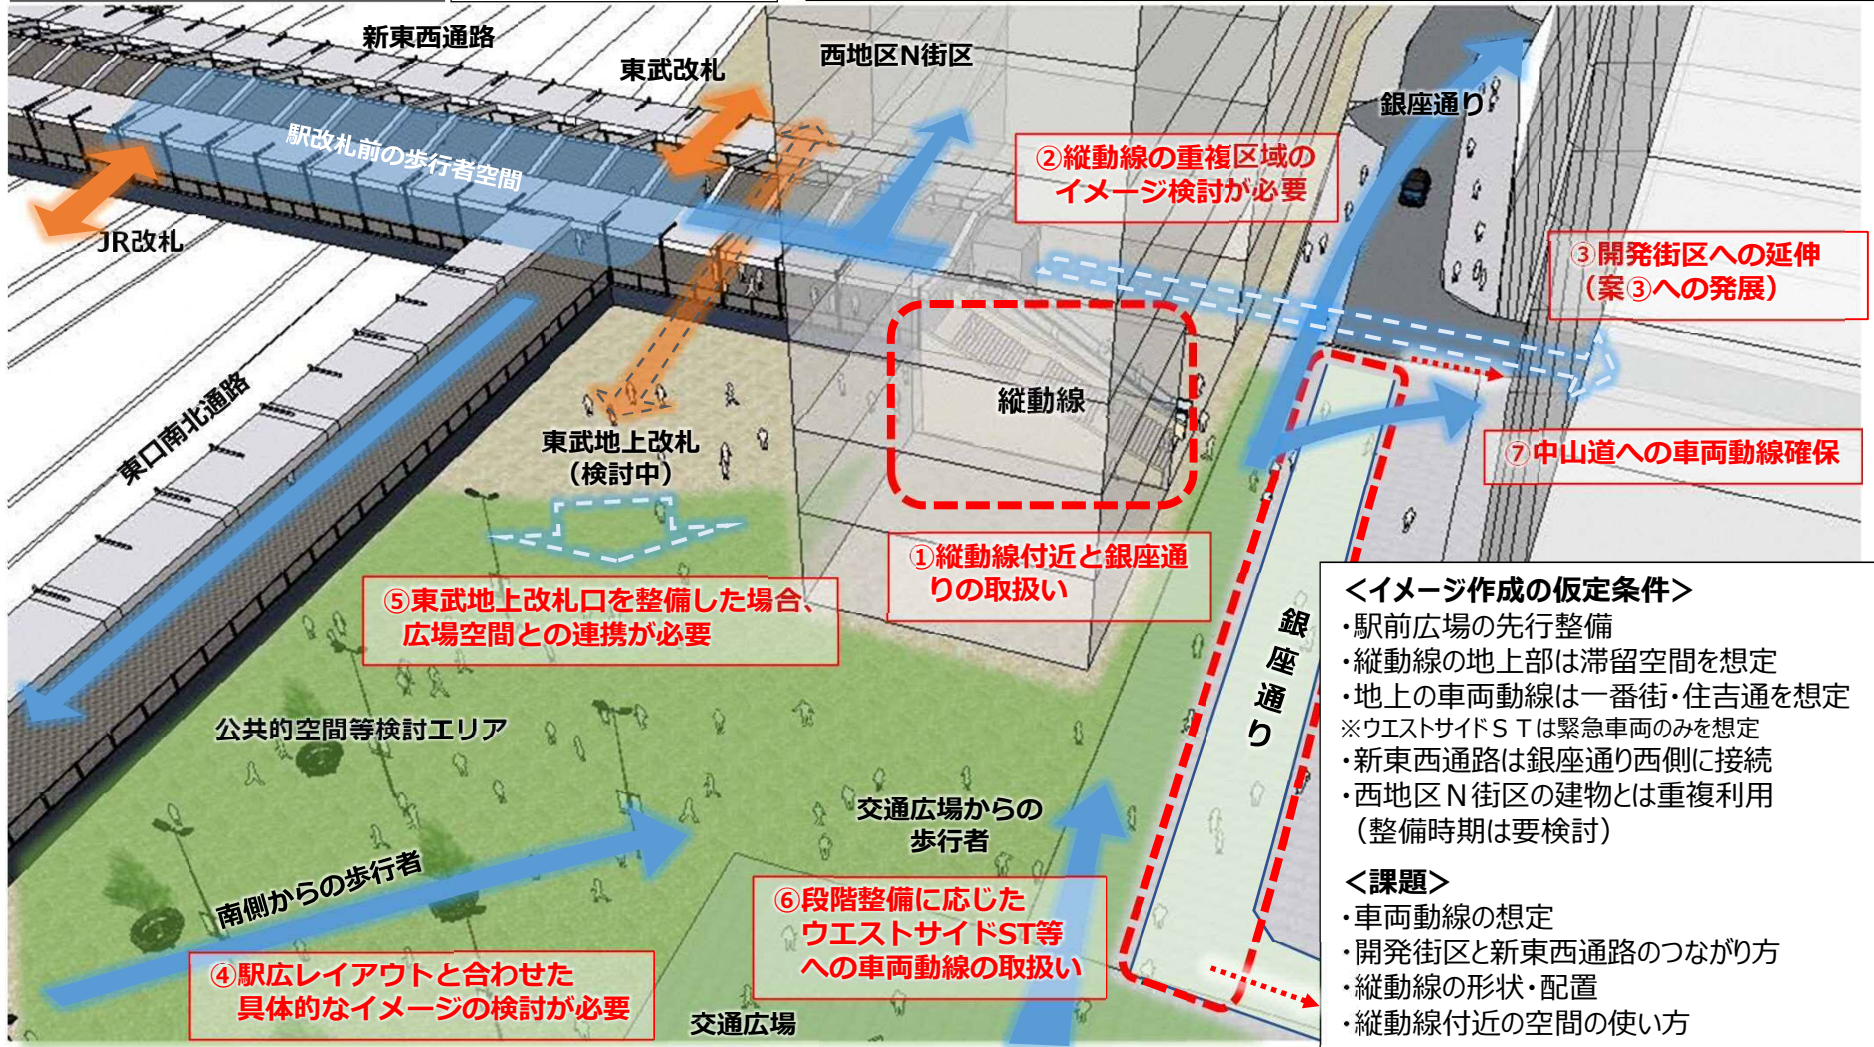 新東西通路
東武改札
西地区N街区
銀座通り
駅改札前の歩行者空間
JR改札
②縦動線の重複区域の
イメージ検討が必要
③開発街区への延伸
（案③への発展）
東口南北通路
縦動線
東武地上改札
（検討中）
⑦中山道への車両動線確保
①縦動線付近と銀座通
りの取扱い
⑤東武地上改札口を整備した場合、
広場空間との連携が必要
銀座通り
公共的空間等検討エリア
交通広場からの
歩行者
南側からの歩行者
⑥段階整備に応じた
ウエストサイドST等
への車両動線の取扱い
④駅広レイアウトと合わせた
具体的なイメージの検討が必要
交通広場
＜イメージ作成の仮定条件＞
・駅前広場の先行整備
・縦動線の地上部は滞留空間を想定
・地上の車両動線は一番街・住吉通を想定
※ウエストサイドＳＴは緊急車両のみを想定
・新東西通路は銀座通り西側に接続
・西地区Ｎ街区の建物とは重複利用
（整備時期は要検討）
＜課題＞
・車両動線の想定
・開発街区と新東西通路のつながり方
・縦動線の形状・配置
・縦動線付近の空間の使い方